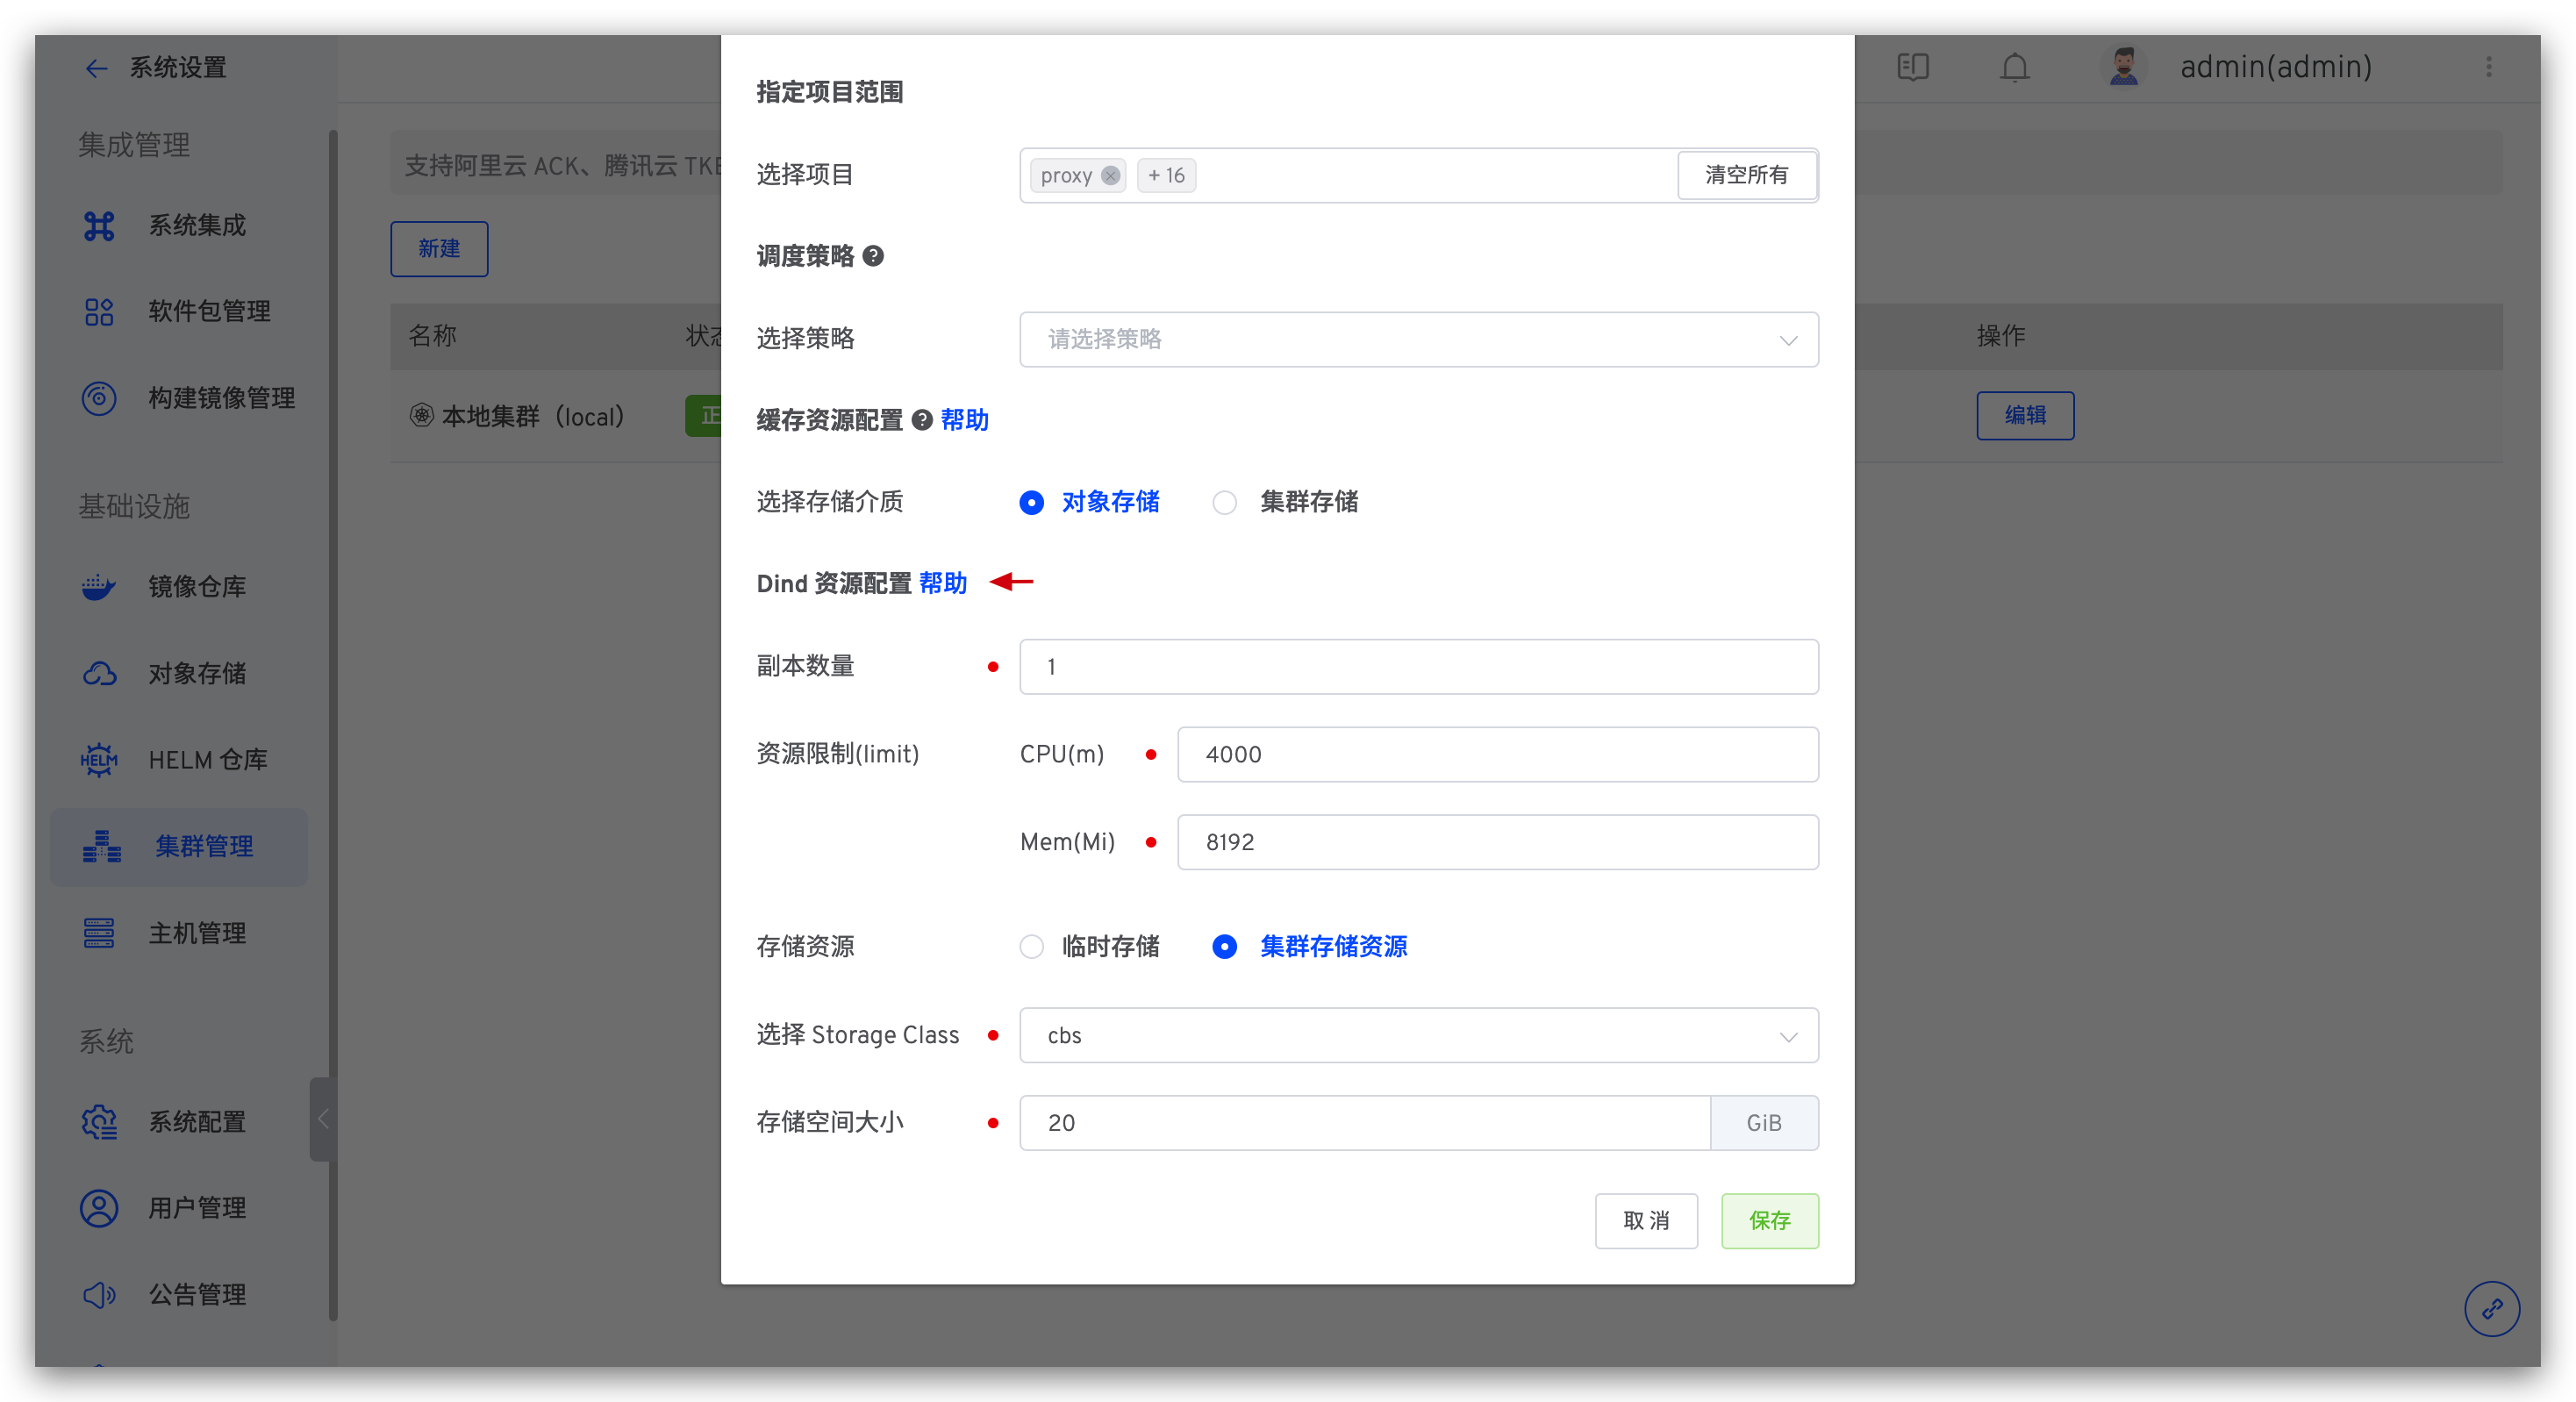 系统设置
集成管理
系统集成
软件包管理
构建镜像管理
基础设施
镜像仓库
对象存储
HELM
HELM 仓库
集群管理
主机管理
系统
系统配置
用户管理
公告管理
admin(admin)
支持阿里云 ACK、腾讯云 TKE
新建
名称
状态
操作
本地集群（local）
正
编辑
指定项目范围
选择项目
proxy
+ 16
清空所有
调度策略
选择策略
请选择策略
缓存资源配置 帮助
选择存储介质
对象存储
集群存储
Dind 资源配置 帮助
副本数量
1
资源限制(limit)
CPU(m)
4000
Mem(Mi)
8192
存储资源
临时存储
集群存储资源
选择 Storage Class
cbs
存储空间大小
20
GiB
取 消
保存